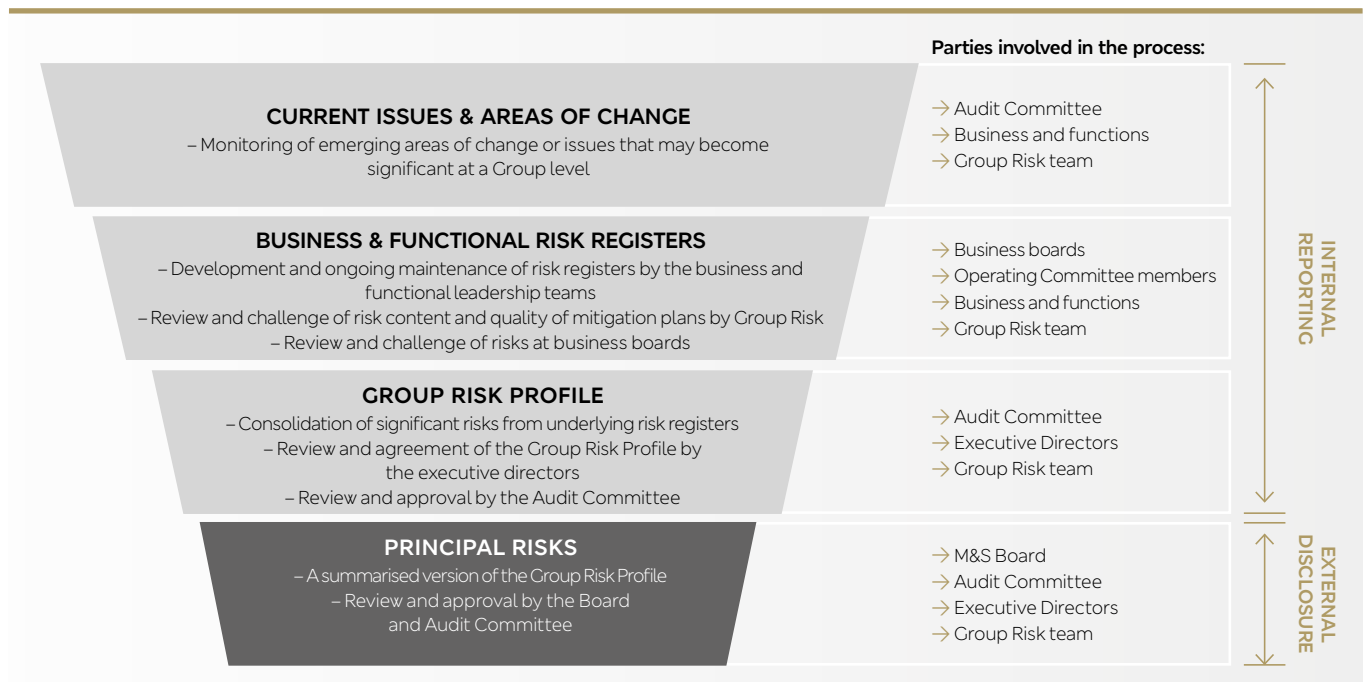 Parties involved in the process:
CURRENT ISSUES & AREAS OF CHANGE
– Monitoring of emerging areas of change or issues that may become
significant at a Group level
→ Audit Committee
→ Business and functions
→ Group Risk team
BUSINESS & FUNCTIONAL RISK REGISTERS
– Development and ongoing maintenance of risk registers by the business and
functional leadership teams
– Review and challenge of risk content and quality of mitigation plans by Group Risk
– Review and challenge of risks at business boards
→ Business boards
→ Operating Committee members
→ Business and functions
→ Group Risk team
GROUP RISK PROFILE
– Consolidation of significant risks from underlying risk registers
– Review and agreement of the Group Risk Profile by
the executive directors
– Review and approval by the Audit Committee
→ Audit Committee
→ Executive Directors
→ Group Risk team
INTERNAL
REPORTING
PRINCIPAL RISKS
– A summarised version of the Group Risk Profile
– Review and approval by the Board
and Audit Committee
→ M&S Board
→ Audit Committee
→ Executive Directors
→ Group Risk team
EXTERNAL
DISCLOSURE